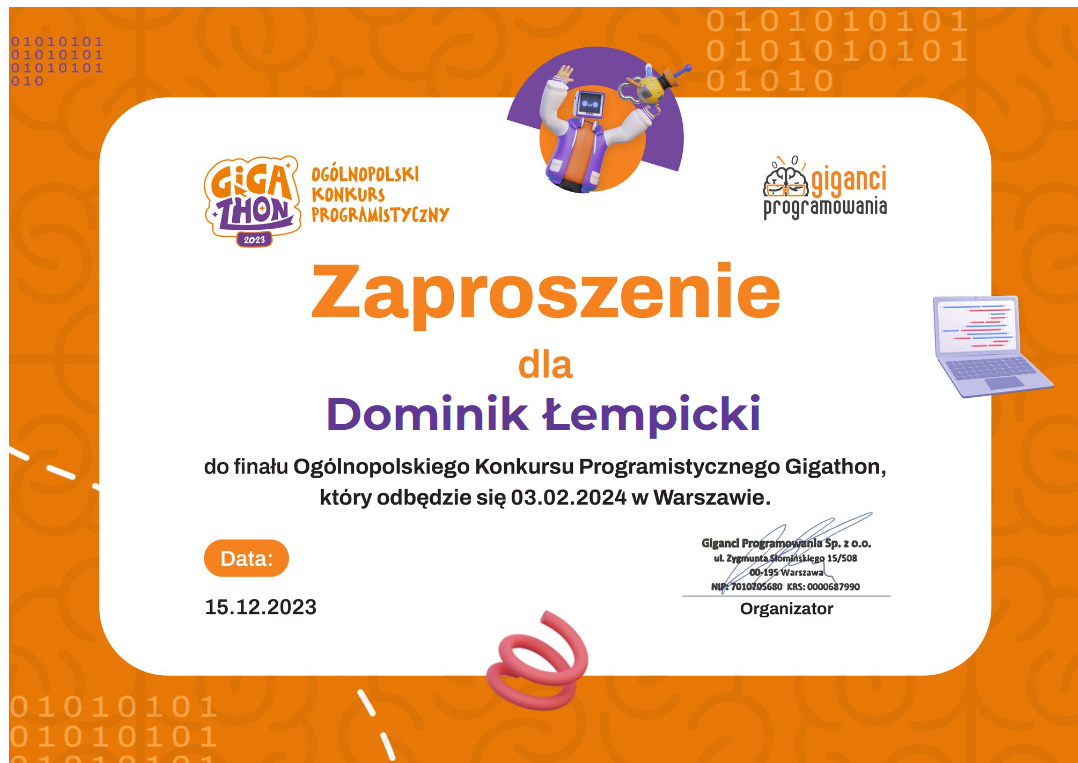 01010101
01010101
01010101
010
0101010101
0101010101
01010
GIGA
THON
2023
OGÓLNOPOLSKI
KONKURS
PROGRAMISTYCZNY
giganci
programowania
Zaproszenie
dla
Dominik Łempicki
do finału Ogólnopolskiego Konkursu Programistycznego Gigathon,
który odbędzie się 03.02.2024 w Warszawie.
Data:
15.12.2023
Giganci Programowania Sp. z o.o.
ul. Zygmunta Słomińskiego 15/508
00-195 Warszawa
NIP: 7010705680 KRS: 0000687990
Organizator
01010101
01010101
01010101